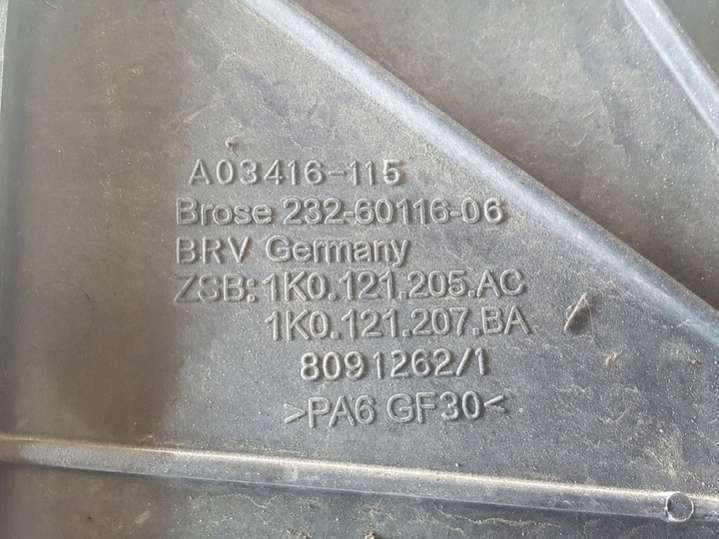 A03416-115
Brose 232-60116-06
BRV Germany
ZSB: 1K0.121.205.AC
1K0.121.207.BA
8091262/1
>PA6 GF30<